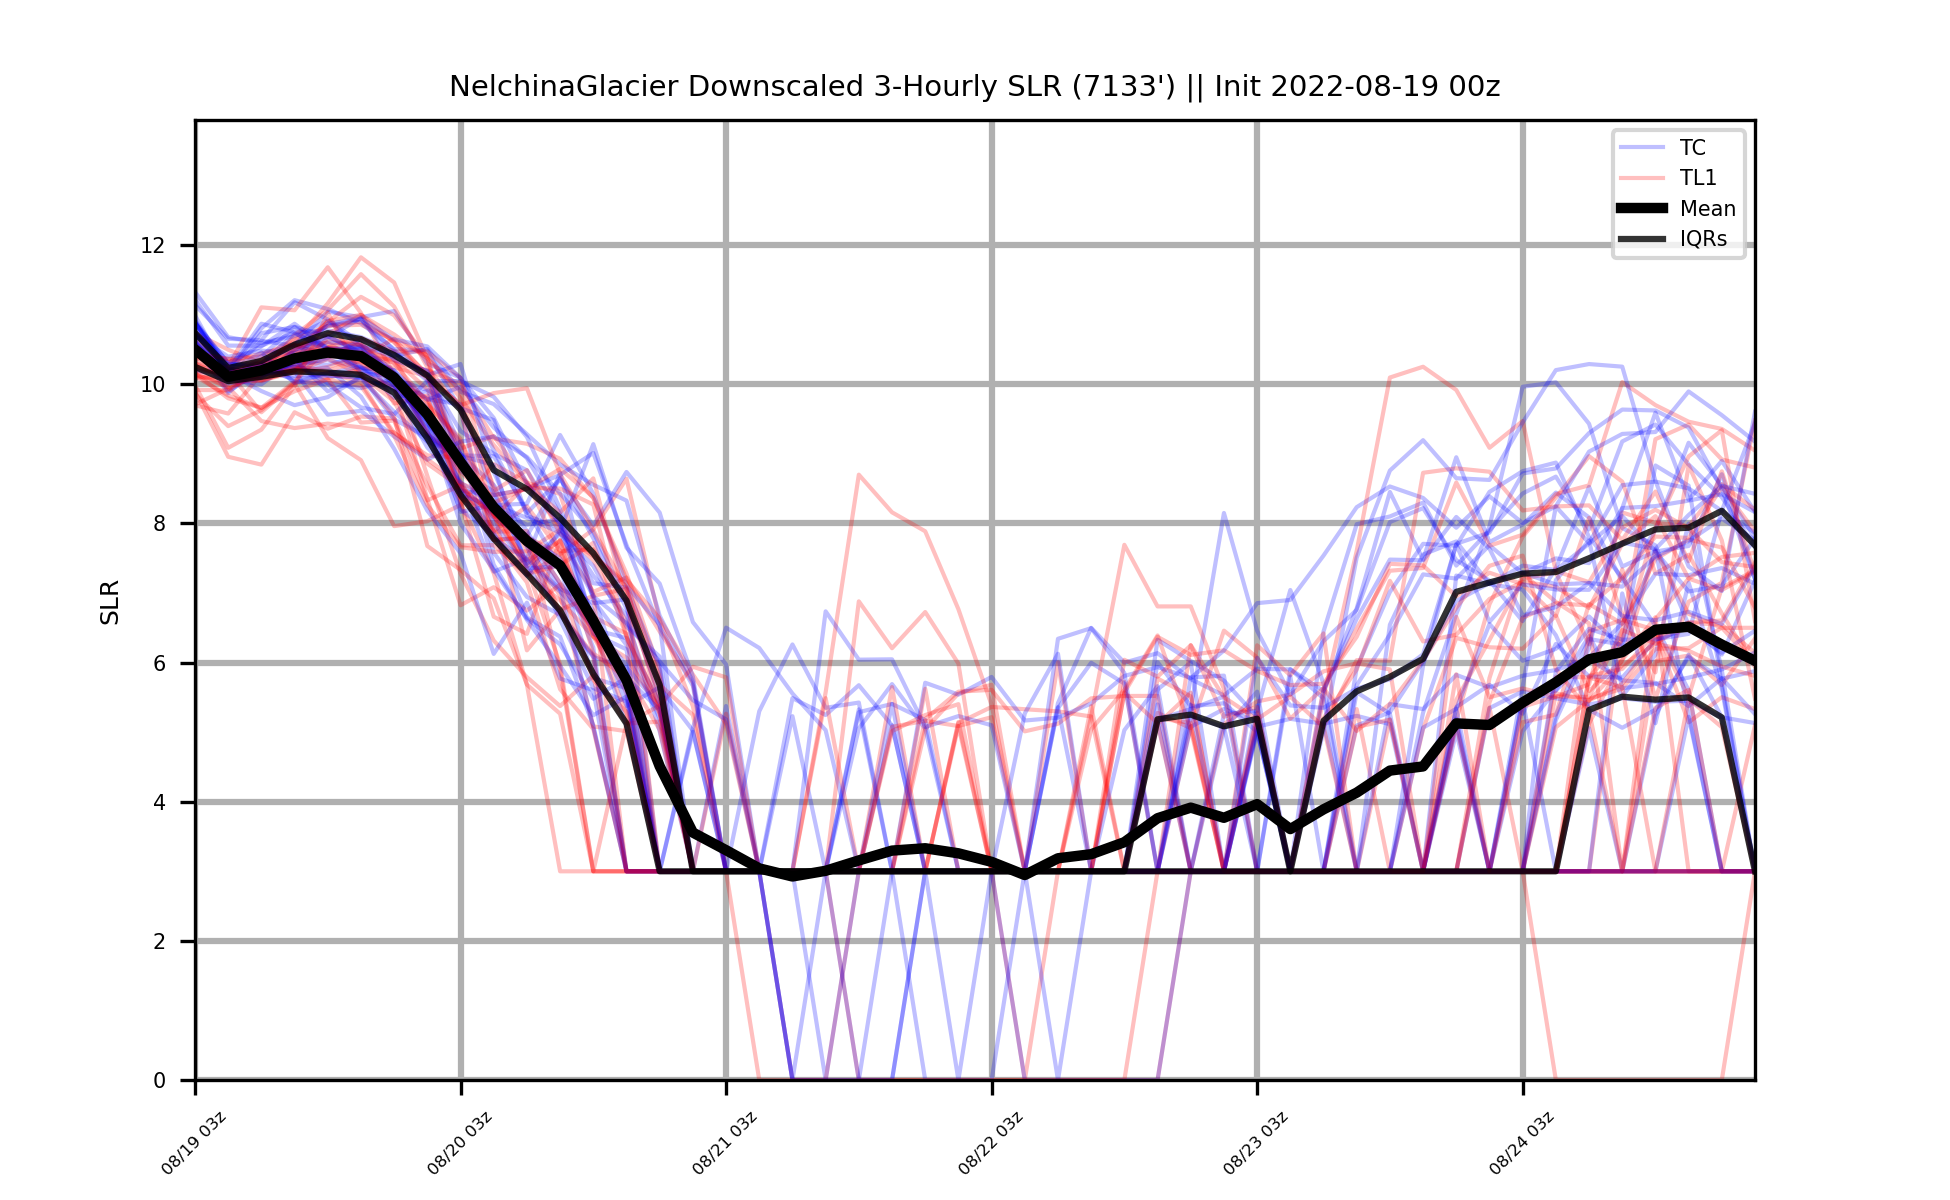 NelchinaGlacier Downscaled 3-Hourly SLR (7133') || Init 2022-08-19 00z
TC
TL1
Mean
IQRs
SLR
12
10
8
6
4
2
0
08/19 03z
08/20 03z
08/21 03z
08/22 03z
08/23 03z
08/24 03z